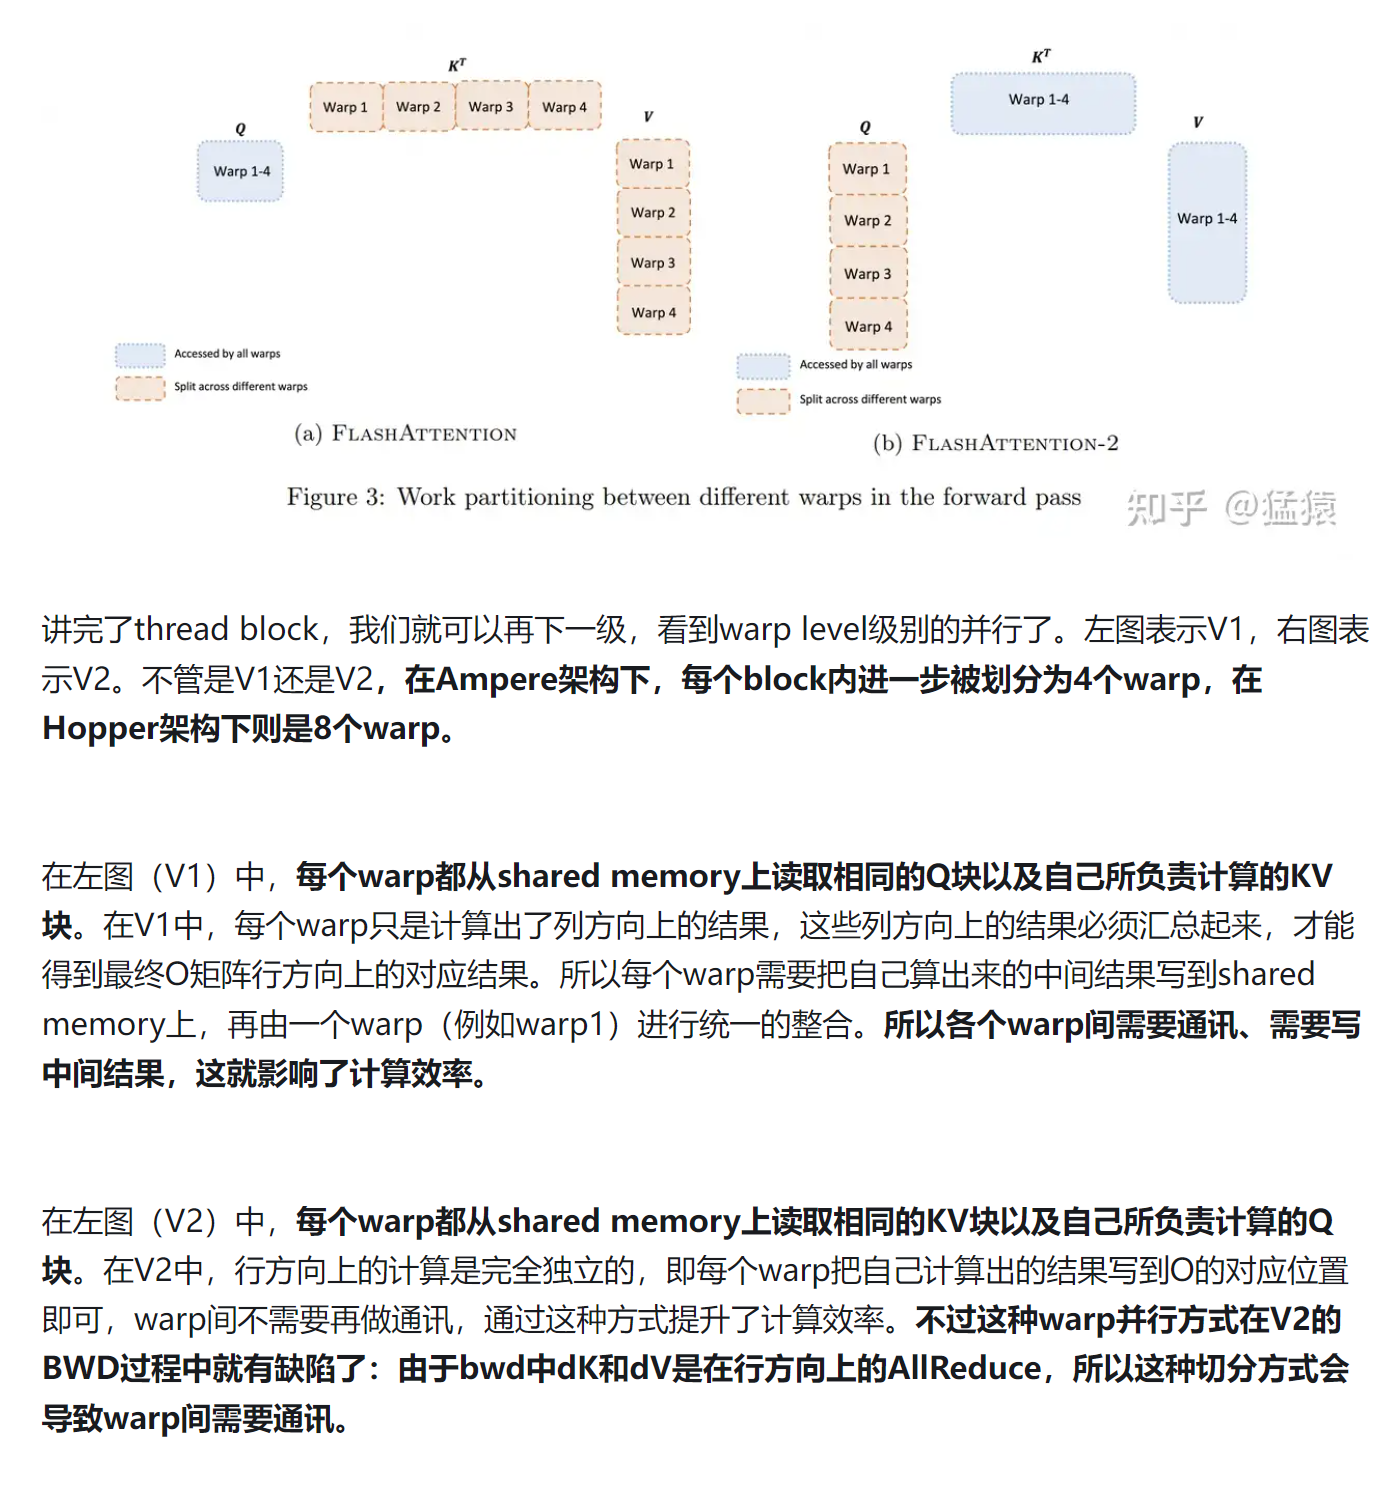 K^T
Warp 1 Warp 2 Warp 3 Warp 4
Q
Warp 1-4
V
Warp 1
Warp 2
Warp 3
Warp 4
Accessed by all warps
Split across different warps
(a) FLASHATTENTION
K^T
Warp 1-4
Q
Warp 1
Warp 2
Warp 3
Warp 4
V
Warp 1-4
Accessed by all warps
Split across different warps
(b) FLASHATTENTION-2
Figure 3: Work partitioning between different warps in the forward pass
知乎 @猛猿
讲完了thread block，我们就可以再下一级，看到warp level级别的并行了。左图表示V1，右图表
示V2。不管是V1还是V2，在Ampere架构下，每个block内进一步被划分为4个warp，在
Hopper架构下则是8个warp。
在左图（V1）中，每个warp都从shared memory上读取相同的Q块以及自己所负责计算的KV
块。在V1中，每个warp只是计算出了列方向上的结果，这些列方向上的结果必须汇总起来，才能
得到最终O矩阵行方向上的对应结果。所以每个warp需要把自己算出来的中间结果写到shared
memory上，再由一个warp（例如warp1）进行统一的整合。所以各个warp间需要通讯、需要写
中间结果，这就影响了计算效率。
在左图（V2）中，每个warp都从shared memory上读取相同的KV块以及自己所负责计算的Q
块。在V2中，行方向上的计算是完全独立的，即每个warp把自己计算出的结果写到O的对应位置
即可，warp间不需要再做通讯，通过这种方式提升了计算效率。不过这种warp并行方式在V2的
BWD过程中就有缺陷了：由于bwd中dK和dV是在行方向上的AllReduce，所以这种切分方式会
导致warp间需要通讯。